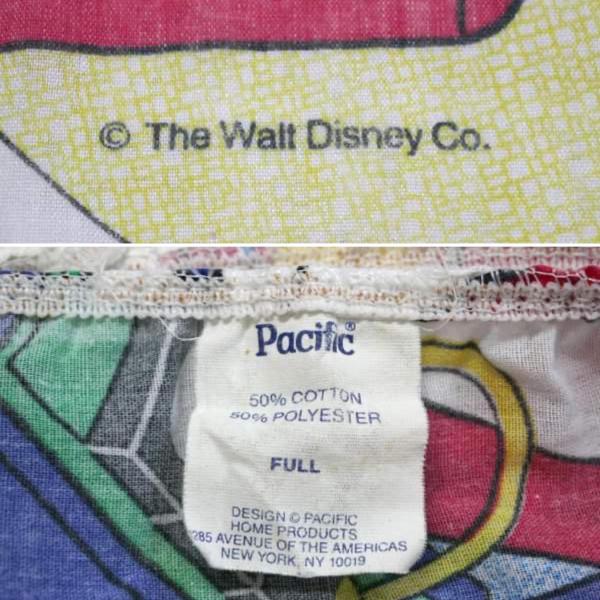 © The Walt Disney Co.
Pacific®
50% COTTON
50% POLYESTER
FULL
DESIGN © PACIFIC
HOME PRODUCTS
285 AVENUE OF THE AMERICAS
NEW YORK, NY 10019